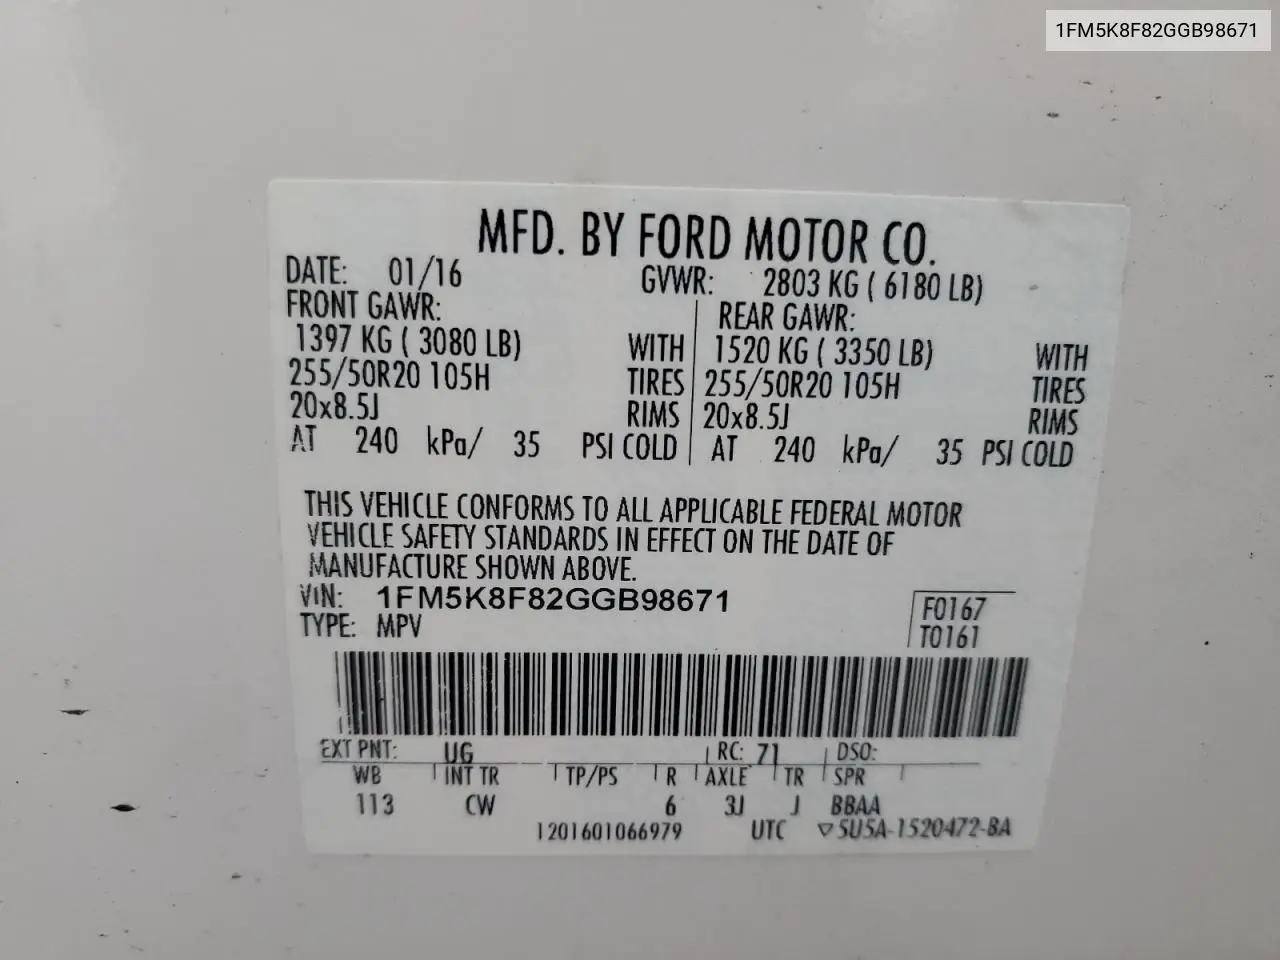 1FM5K8F82GGB98671
MFD. BY FORD MOTOR CO.
DATE: 01/16 GVWR: 2803 KG ( 6180 LB)
FRONT GAWR: REAR GAWR:
1397 KG ( 3080 LB) WITH 1520 KG ( 3350 LB) WITH
255/50R20 105H TIRES 255/50R20 105H TIRES
20x8.5J RIMS 20x8.5J RIMS
AT 240 kPa/ 35 PSI COLD AT 240 kPa/ 35 PSI COLD
THIS VEHICLE CONFORMS TO ALL APPLICABLE FEDERAL MOTOR
VEHICLE SAFETY STANDARDS IN EFFECT ON THE DATE OF
MANUFACTURE SHOWN ABOVE.
VIN: 1FM5K8F82GGB98671 F0167
TYPE: MPV T0161
EXT PNT: UG RC: 71 DSO:
WB INT TR TP/PS R AXLE TR SPR
113 CW 6 3J J BBAA
1201601066979 UTC ▽5U5A-1520472-BA